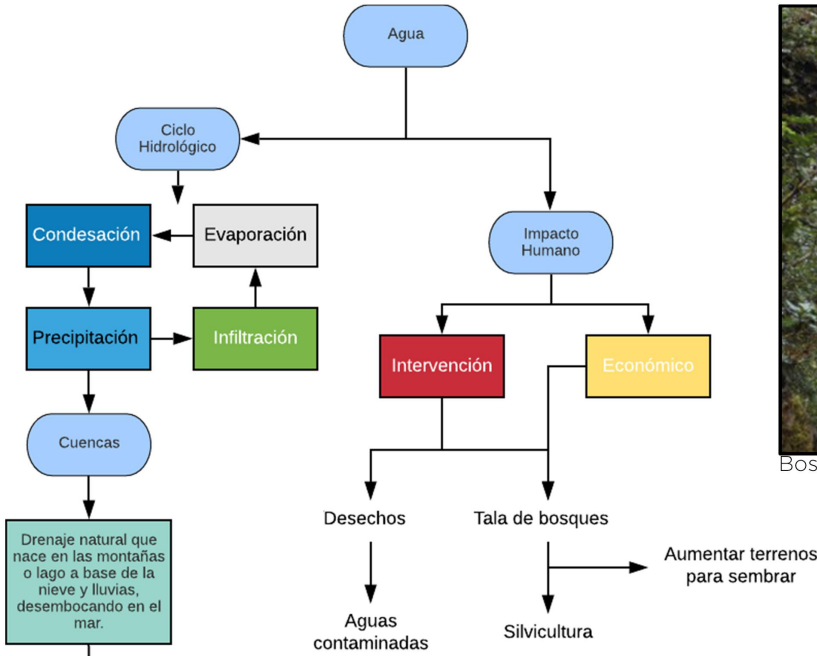 Agua
Ciclo
Hidrológico
Condesación
Evaporación
Impacto
Humano
Precipitación
Infiltración
Intervención
Económico
Cuencas
Bos
Desechos
Tala de bosques
Drenaje natural que
nace en las montañas
o lago a base de la
nieve y lluvias,
desembocando en el
mar.
Aumentar terrenos
para sembrar
Aguas
contaminadas
Silvicultura